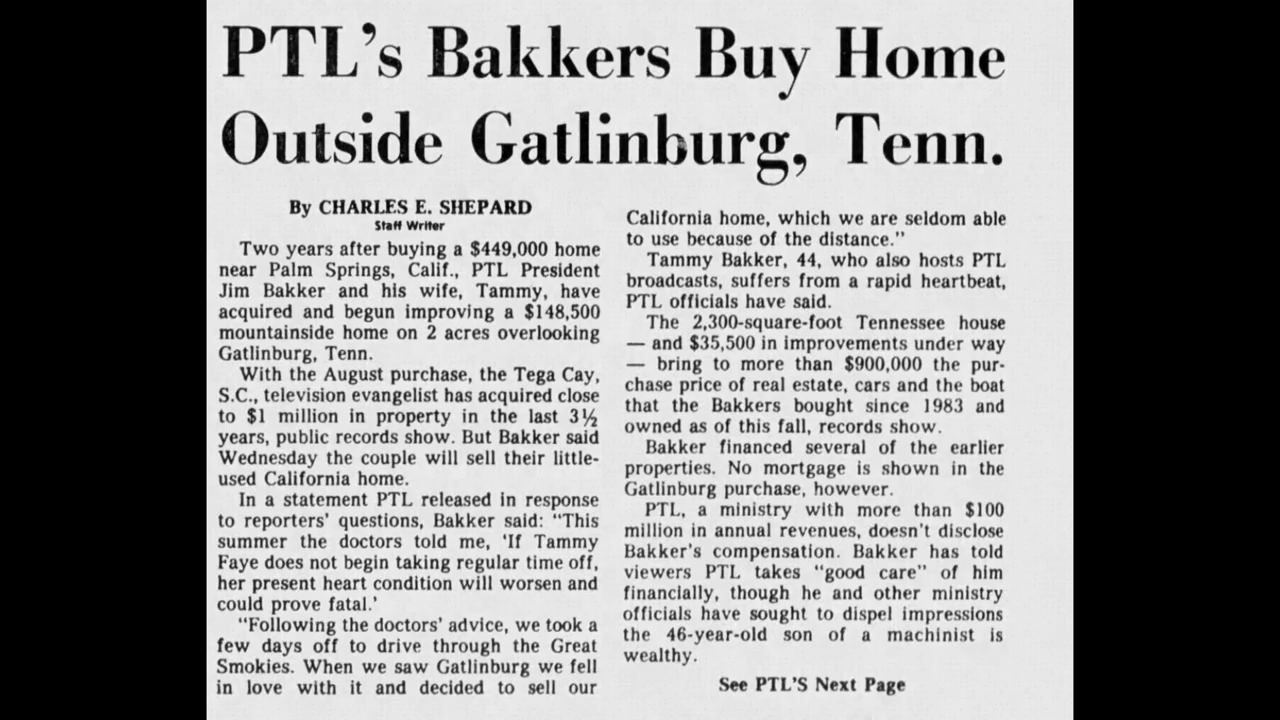 PTL's Bakkers Buy Home
Outside Gatlinburg, Tenn.
By CHARLES E. SHEPARD
Staff Writer
Two years after buying a $449,000 home
near Palm Springs, Calif., PTL President
Jim Bakker and his wife, Tammy, have
acquired and begun improving a $148,500
mountainside home on 2 acres overlooking
Gatlinburg, Tenn.
With the August purchase, the Tega Cay,
S.C., television evangelist has acquired close
to $1 million in property in the last 3½
years, public records show. But Bakker said
Wednesday the couple will sell their little-
used California home.
In a statement PTL released in response
to reporters' questions, Bakker said: "This
summer the doctors told me, 'If Tammy
Faye does not begin taking regular time off,
her present heart condition will worsen and
could prove fatal.'
"Following the doctors' advice, we took a
few days off to drive through the Great
Smokies. When we saw Gatlinburg we fell
in love with it and decided to sell our
California home, which we are seldom able
to use because of the distance."
Tammy Bakker, 44, who also hosts PTL
broadcasts, suffers from a rapid heartbeat,
PTL officials have said.
The 2,300-square-foot Tennessee house
— and $35,500 in improvements under way
— bring to more than $900,000 the pur-
chase price of real estate, cars and the boat
that the Bakkers bought since 1983 and
owned as of this fall, records show.
Bakker financed several of the earlier
properties. No mortgage is shown in the
Gatlinburg purchase, however.
PTL, a ministry with more than $100
million in annual revenues, doesn't disclose
Bakker's compensation. Bakker has told
viewers PTL takes "good care" of him
financially, though he and other ministry
officials have sought to dispel impressions
the 46-year-old son of a machinist is
wealthy.
See PTL'S Next Page